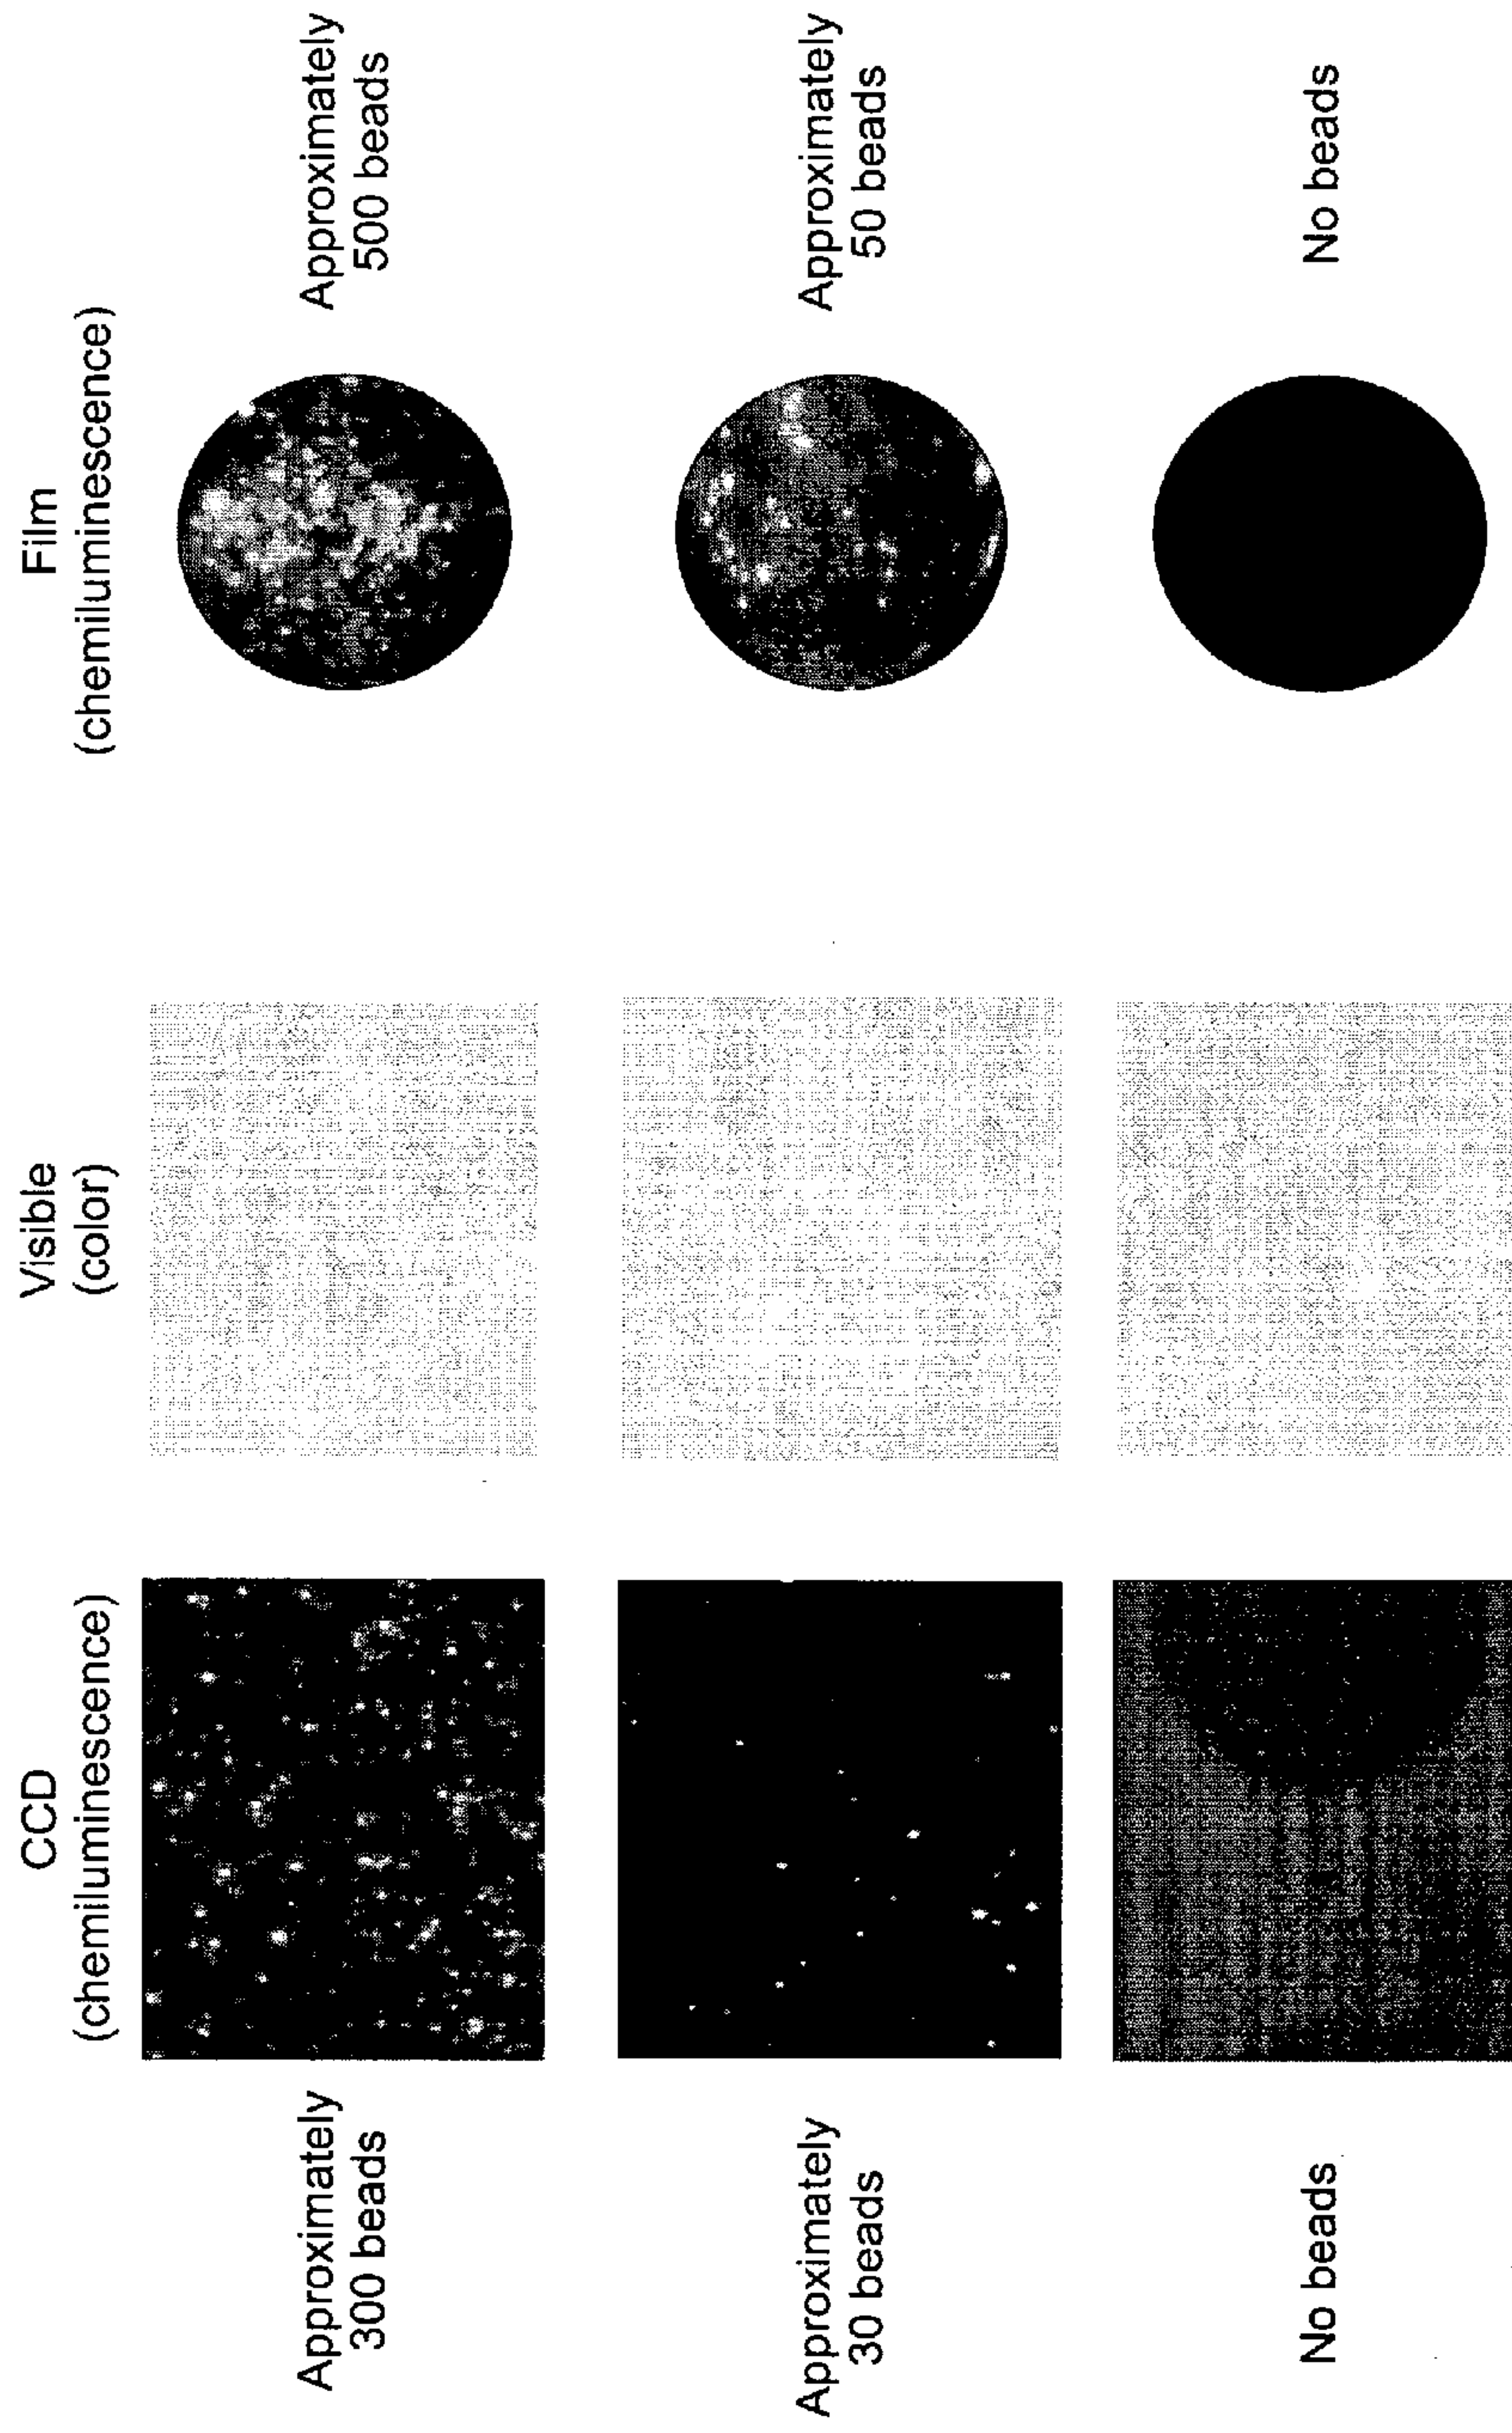 CCD
(chemiluminescence)
Visible
(color)
Film
(chemiluminescence)
Approximately
300 beads
Approximately
500 beads
Approximately
30 beads
Approximately
50 beads
No beads
No beads